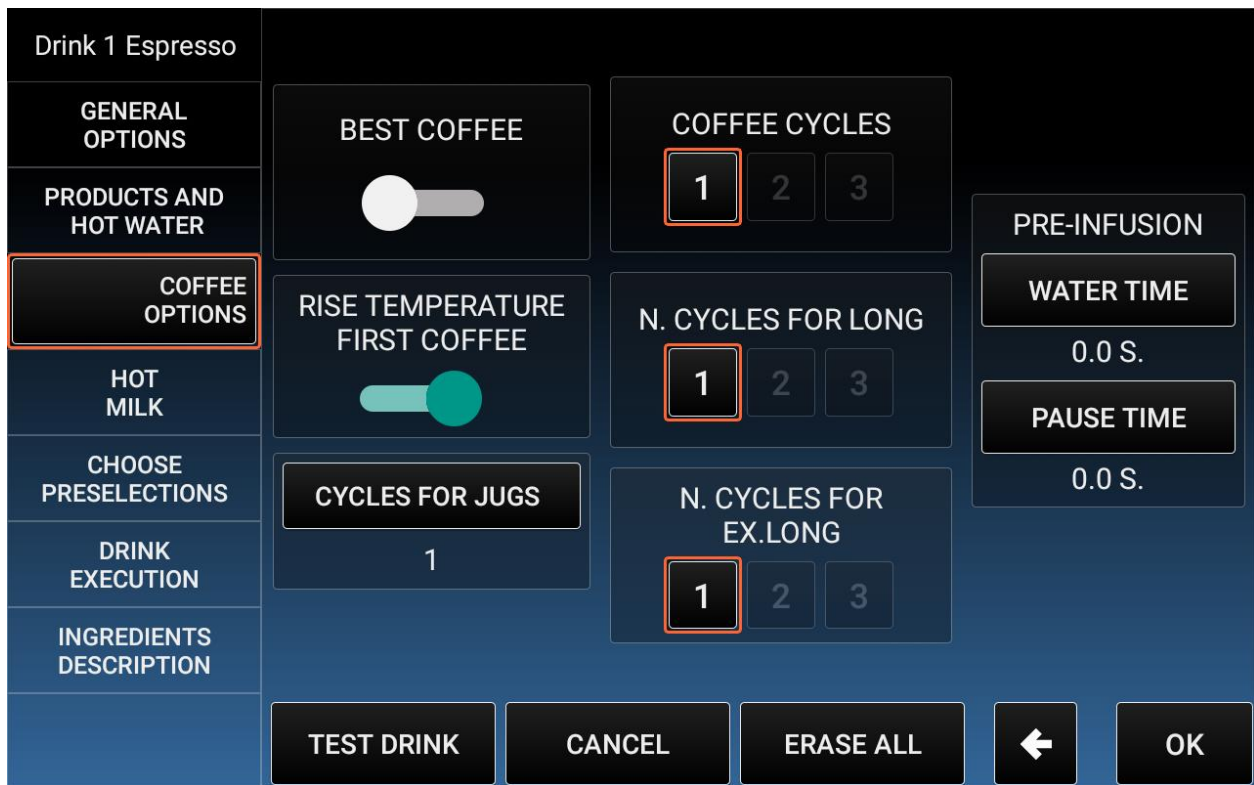 Drink 1 Espresso
GENERAL
OPTIONS
PRODUCTS AND
HOT WATER
COFFEE
OPTIONS
HOT
MILK
CHOOSE
PRESELECTIONS
DRINK
EXECUTION
INGREDIENTS
DESCRIPTION
BEST COFFEE
RISE TEMPERATURE
FIRST COFFEE
CYCLES FOR JUGS
1
COFFEE CYCLES
1 2 3
N. CYCLES FOR LONG
1 2 3
N. CYCLES FOR
EX.LONG
1 2 3
PRE-INFUSION
WATER TIME
0.0 S.
PAUSE TIME
0.0 S.
TEST DRINK
CANCEL
ERASE ALL
OK